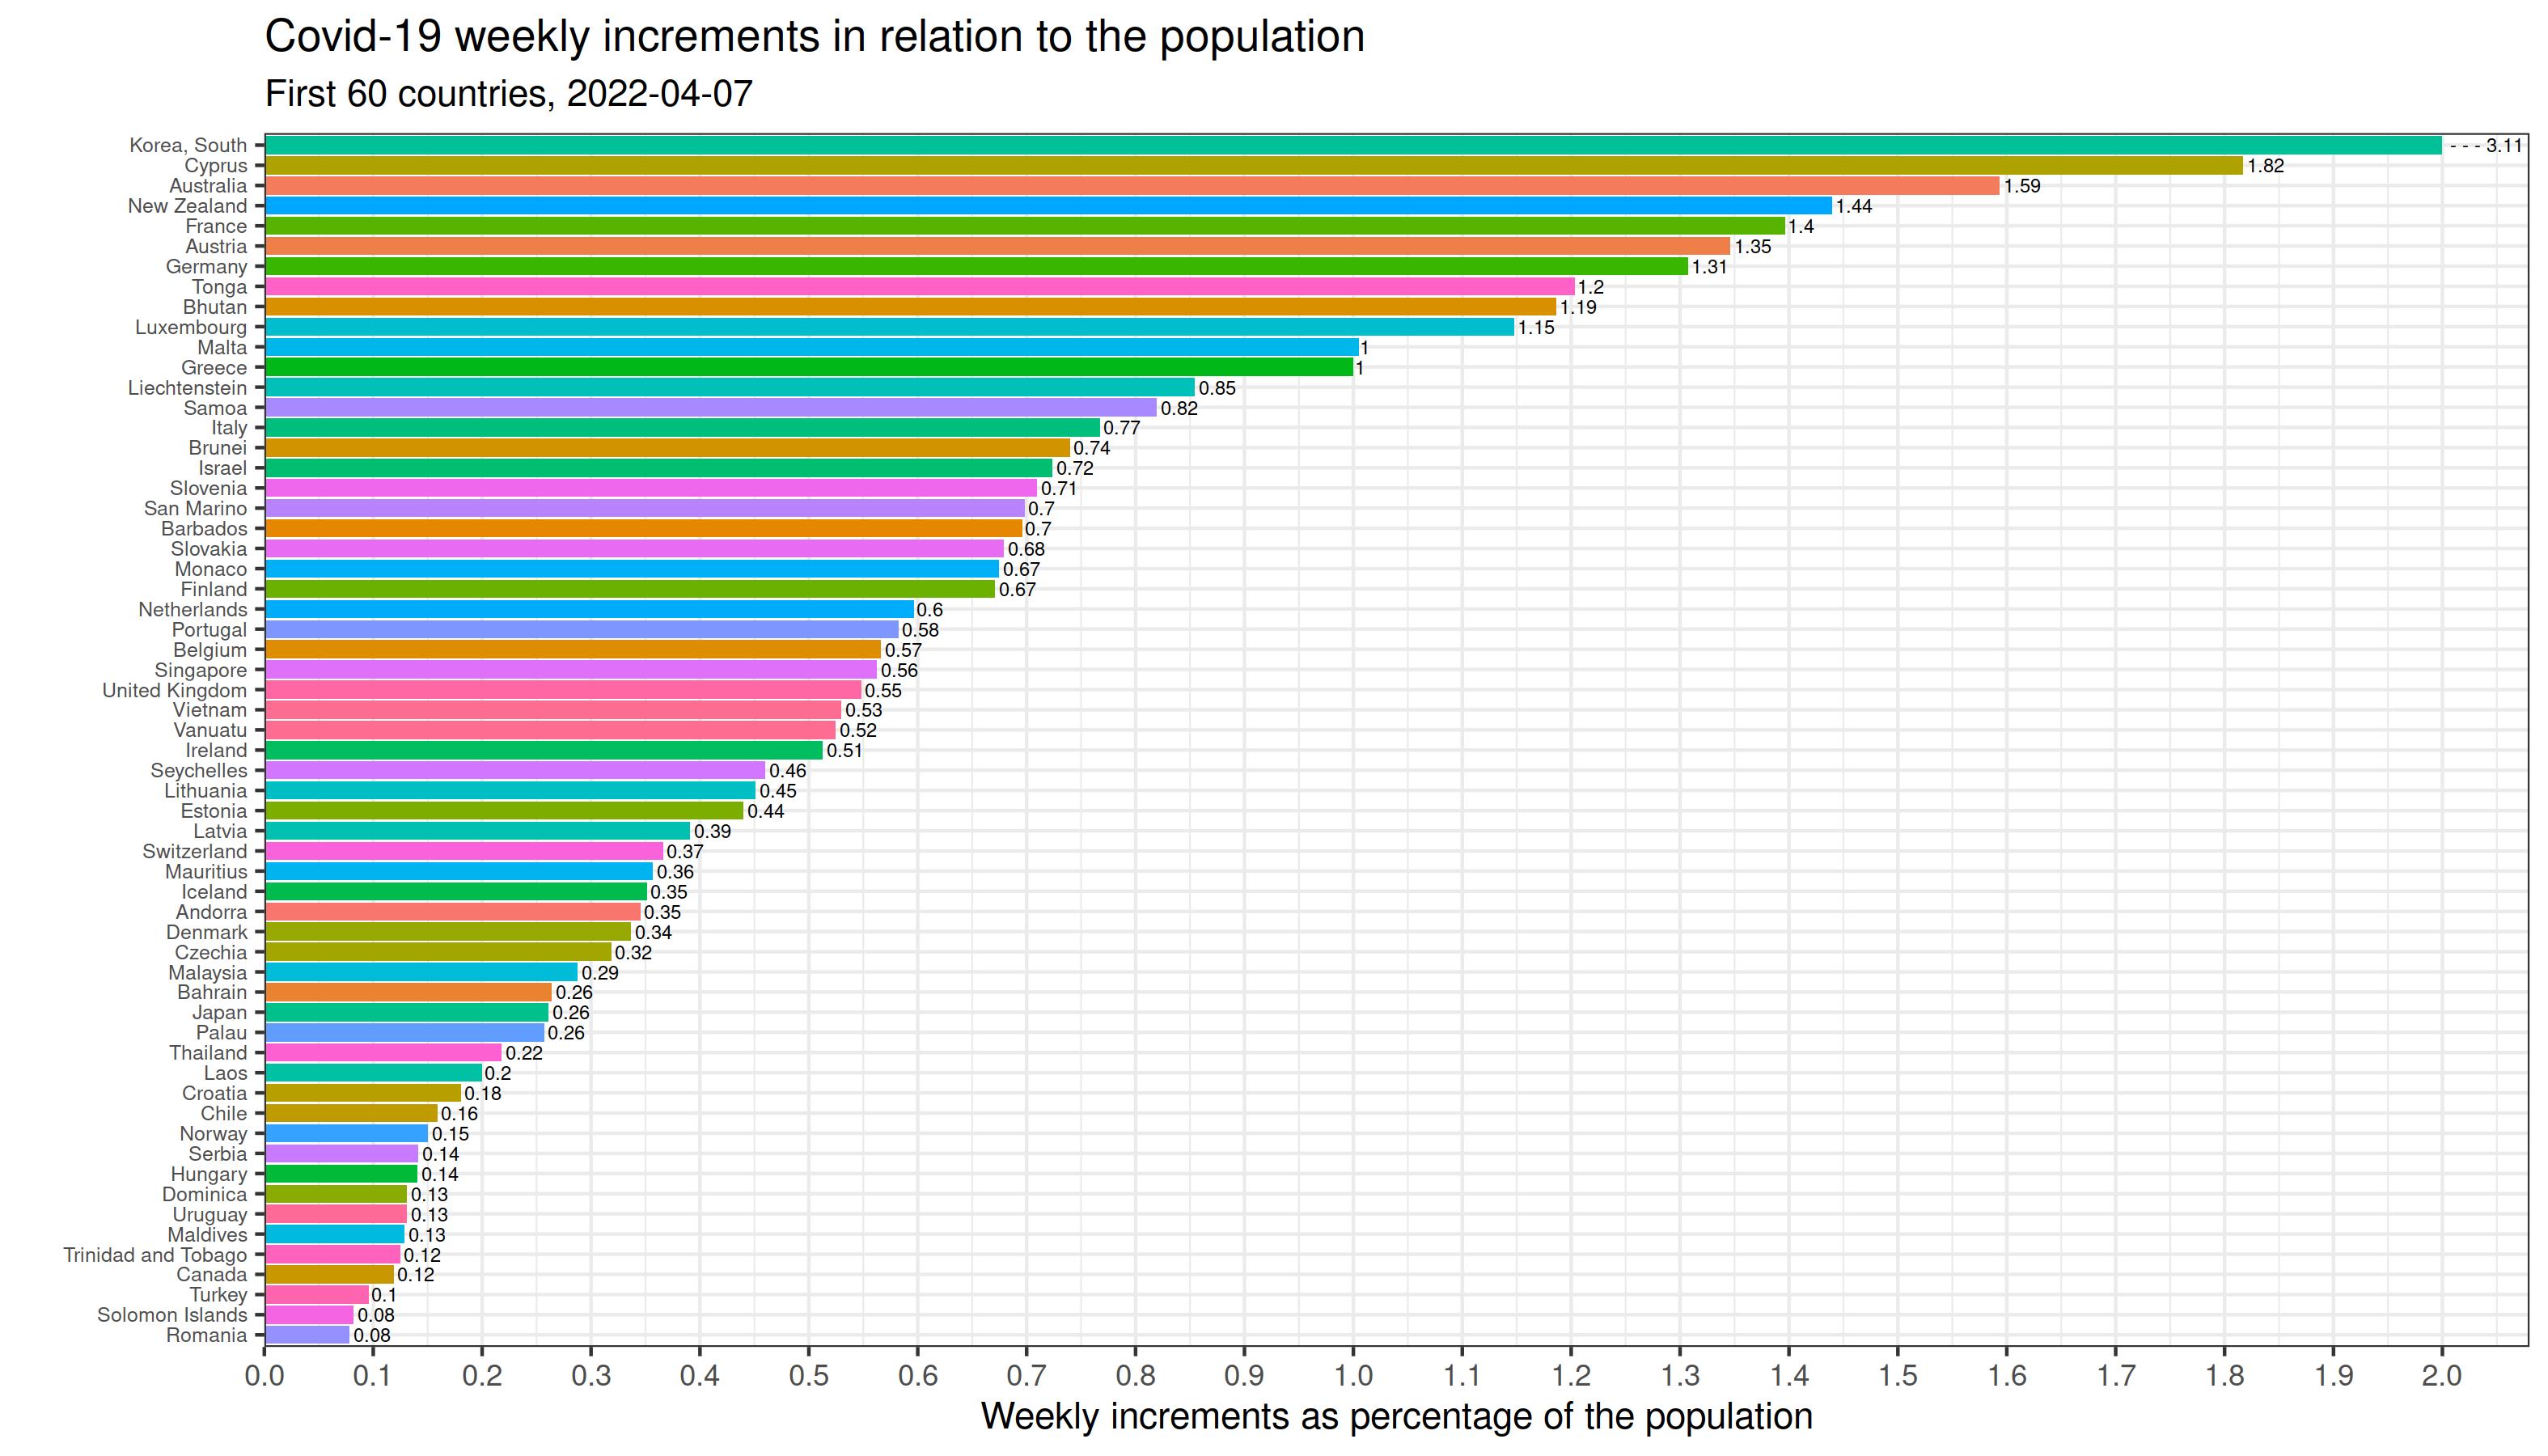 Covid-19 weekly increments in relation to the population
First 60 countries, 2022-04-07
Korea, South - - - 3.11
Cyprus 1.82
Australia 1.59
New Zealand 1.44
France 1.4
Austria 1.35
Germany 1.31
Tonga 1.2
Bhutan 1.19
Luxembourg 1.15
Malta 1
Greece 1
Liechtenstein 0.85
Samoa 0.82
Italy 0.77
Brunei 0.74
Israel 0.72
Slovenia 0.71
San Marino 0.7
Barbados 0.7
Slovakia 0.68
Monaco 0.67
Finland 0.67
Netherlands 0.6
Portugal 0.58
Belgium 0.57
Singapore 0.56
United Kingdom 0.55
Vietnam 0.53
Vanuatu 0.52
Ireland 0.51
Seychelles 0.46
Lithuania 0.45
Estonia 0.44
Latvia 0.39
Switzerland 0.37
Mauritius 0.36
Iceland 0.35
Andorra 0.35
Denmark 0.34
Czechia 0.32
Malaysia 0.29
Bahrain 0.26
Japan 0.26
Palau 0.26
Thailand 0.22
Laos 0.2
Croatia 0.18
Chile 0.16
Norway 0.15
Serbia 0.14
Hungary 0.14
Dominica 0.13
Uruguay 0.13
Maldives 0.13
Trinidad and Tobago 0.12
Canada 0.12
Turkey 0.1
Solomon Islands 0.08
Romania 0.08
0.0 0.1 0.2 0.3 0.4 0.5 0.6 0.7 0.8 0.9 1.0 1.1 1.2 1.3 1.4 1.5 1.6 1.7 1.8 1.9 2.0
Weekly increments as percentage of the population